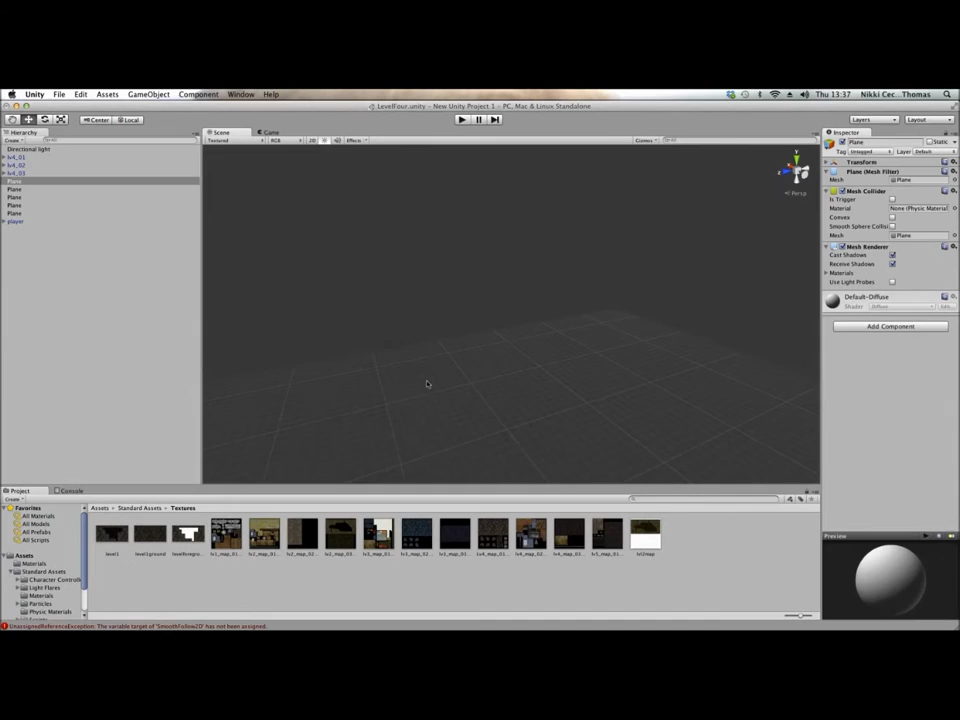 Unity File Edit Assets GameObject Component Window Help Thu 13:37 Nikki Cec...Thomas
LevelFour.unity - New Unity Project 1 - PC, Mac & Linux Standalone
Center Local Layers Layout
Hierarchy Scene Game Inspector
Create Textured RGB 2D Effects Gizmos Plane Static
Directional light Tag Untagged Layer Default
lv4_01
lv4_02
lv4_03
Plane
Plane
Plane
Plane
Plane
player
Y
Persp
Transform
Plane (Mesh Filter)
Mesh Plane
Mesh Collider
Is Trigger
Material None (Physic Material
Convex
Smooth Sphere Collisi
Mesh Plane
Mesh Renderer
Cast Shadows
Receive Shadows
Materials
Use Light Probes
Default-Diffuse
Shader Diffuse
Add Component
Project Console
Create
Favorites
All Materials
All Models
All Prefabs
All Scripts
Assets
Materials
Standard Assets
Character Controll
Light Flares
Materials
Particles
Physic Materials
Assets Standard Assets Textures
level1 level1ground levelforegro... lv1_map_01... lv2_map_01... lv2_map_02... lv2_map_03... lv3_map_01... lv3_map_02... lv4_map_01... lv4_map_02... lv5_map_01... lvl2map
Preview
UnassignedReferenceException: The variable target of 'SmoothFollow2D' has not been assigned.